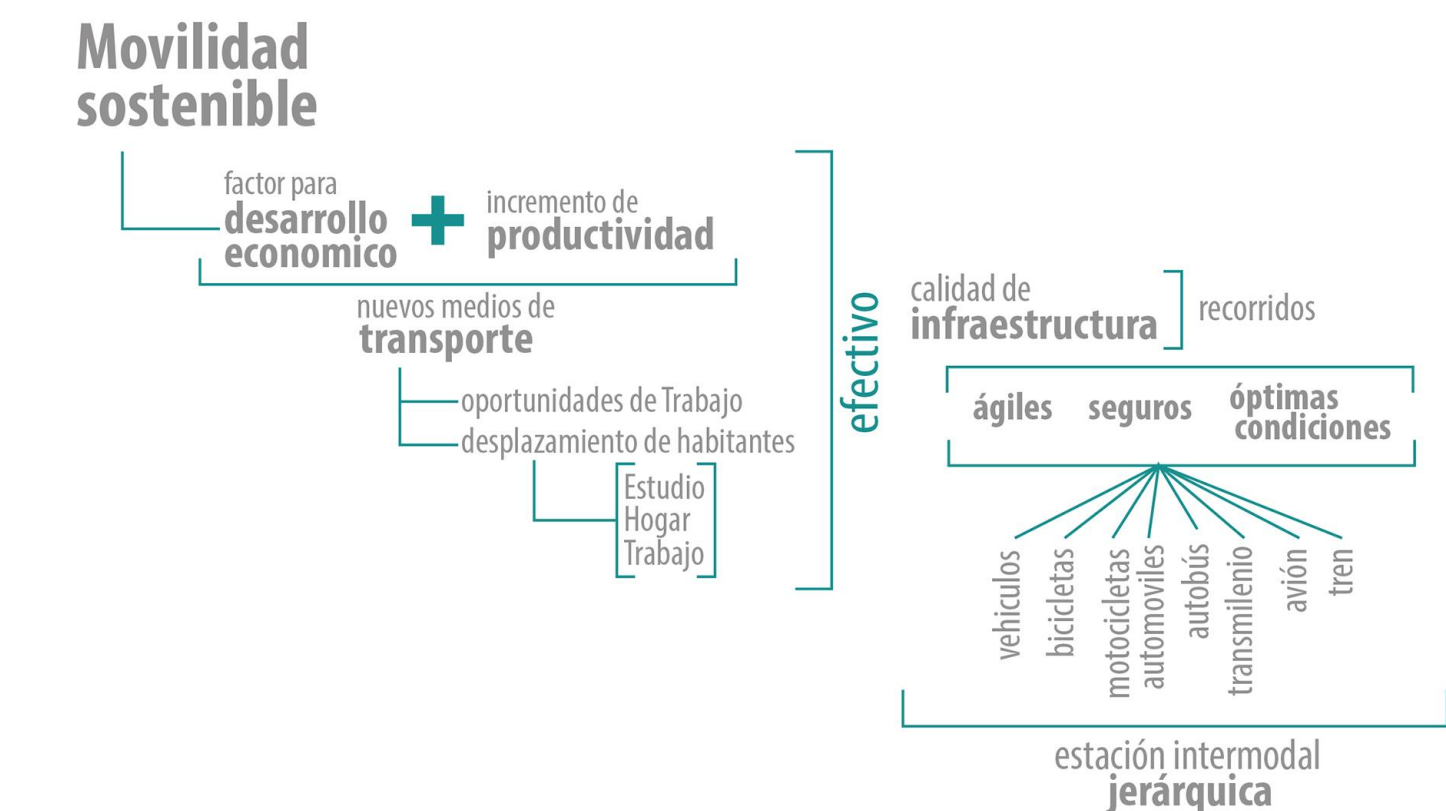 Movilidad
sostenible
factor para
desarrollo
economico
+
incremento de
productividad
nuevos medios de
transporte
oportunidades de Trabajo
desplazamiento de habitantes
Estudio
Hogar
Trabajo
efectivo
calidad de
infraestructura
recorridos
ágiles
seguros
óptimas
condiciones
vehiculos
bicicletas
motocicletas
automoviles
autobús
transmilenio
avión
tren
estación intermodal
jerárquica